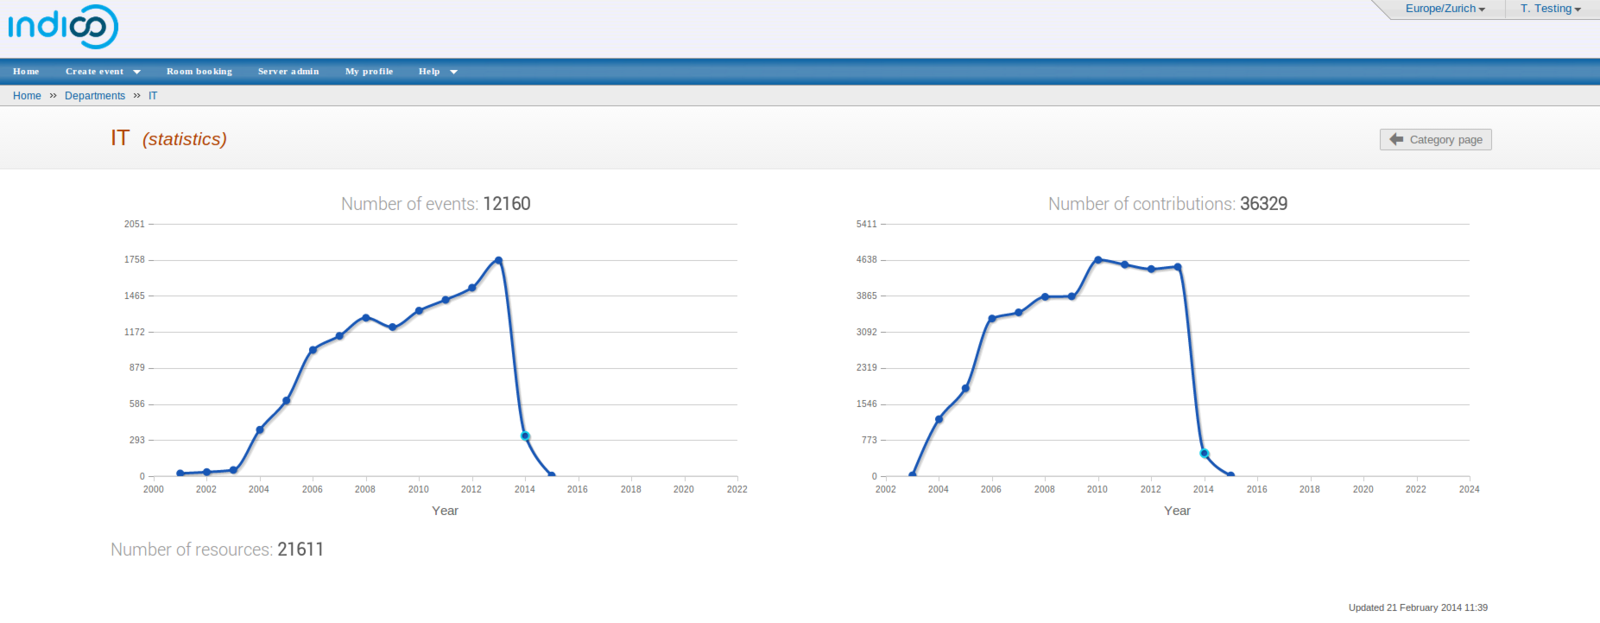 indico
Europe/Zurich T. Testing
Home Create event Room booking Server admin My profile Help
Home >> Departments >> IT
IT (statistics)
Category page
Number of events: 12160
2051
1758
1465
1172
879
586
293
0
2000 2002 2004 2006 2008 2010 2012 2014 2016 2018 2020 2022
Year
Number of contributions: 36329
5411
4638
3865
3092
2319
1546
773
0
2002 2004 2006 2008 2010 2012 2014 2016 2018 2020 2022 2024
Year
Number of resources: 21611
Updated 21 February 2014 11:39